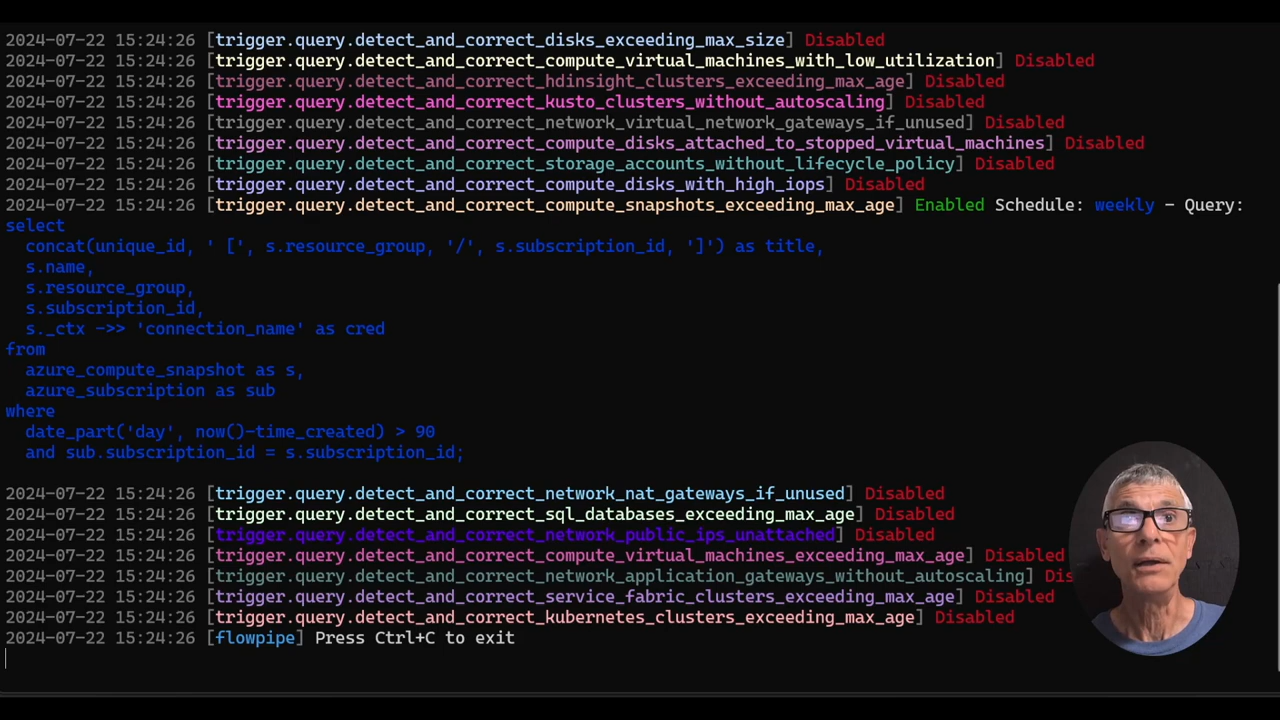 2024-07-22 15:24:26 [trigger.query.detect_and_correct_disks_exceeding_max_size] Disabled
2024-07-22 15:24:26 [trigger.query.detect_and_correct_compute_virtual_machines_with_low_utilization] Disabled
2024-07-22 15:24:26 [trigger.query.detect_and_correct_hdinsight_clusters_exceeding_max_age] Disabled
2024-07-22 15:24:26 [trigger.query.detect_and_correct_kusto_clusters_without_autoscaling] Disabled
2024-07-22 15:24:26 [trigger.query.detect_and_correct_network_virtual_network_gateways_if_unused] Disabled
2024-07-22 15:24:26 [trigger.query.detect_and_correct_compute_disks_attached_to_stopped_virtual_machines] Disabled
2024-07-22 15:24:26 [trigger.query.detect_and_correct_storage_accounts_without_lifecycle_policy] Disabled
2024-07-22 15:24:26 [trigger.query.detect_and_correct_compute_disks_with_high_iops] Disabled
2024-07-22 15:24:26 [trigger.query.detect_and_correct_compute_snapshots_exceeding_max_age] Enabled Schedule: weekly - Query:
select
  concat(unique_id, ' [', s.resource_group, '/', s.subscription_id, ']') as title,
  s.name,
  s.resource_group,
  s.subscription_id,
  s._ctx ->> 'connection_name' as cred
from
  azure_compute_snapshot as s,
  azure_subscription as sub
where
  date_part('day', now()-time_created) > 90
  and sub.subscription_id = s.subscription_id;
2024-07-22 15:24:26 [trigger.query.detect_and_correct_network_nat_gateways_if_unused] Disabled
2024-07-22 15:24:26 [trigger.query.detect_and_correct_sql_databases_exceeding_max_age] Disabled
2024-07-22 15:24:26 [trigger.query.detect_and_correct_network_public_ips_unattached] Disabled
2024-07-22 15:24:26 [trigger.query.detect_and_correct_compute_virtual_machines_exceeding_max_age] Disabled
2024-07-22 15:24:26 [trigger.query.detect_and_correct_network_application_gateways_without_autoscaling] Dis
2024-07-22 15:24:26 [trigger.query.detect_and_correct_service_fabric_clusters_exceeding_max_age] Disabled
2024-07-22 15:24:26 [trigger.query.detect_and_correct_kubernetes_clusters_exceeding_max_age] Disabled
2024-07-22 15:24:26 [flowpipe] Press Ctrl+C to exit